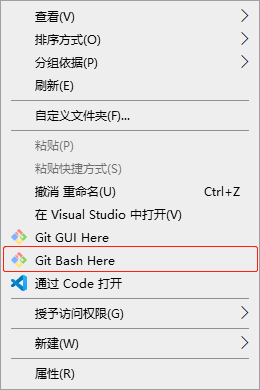 查看(V)
排序方式(O)
分组依据(P)
刷新(E)
自定义文件夹(F)...
粘贴(P)
粘贴快捷方式(S)
撤消 重命名(U) Ctrl+Z
在 Visual Studio 中打开(V)
Git GUI Here
Git Bash Here
通过 Code 打开
授予访问权限(G)
新建(W)
属性(R)